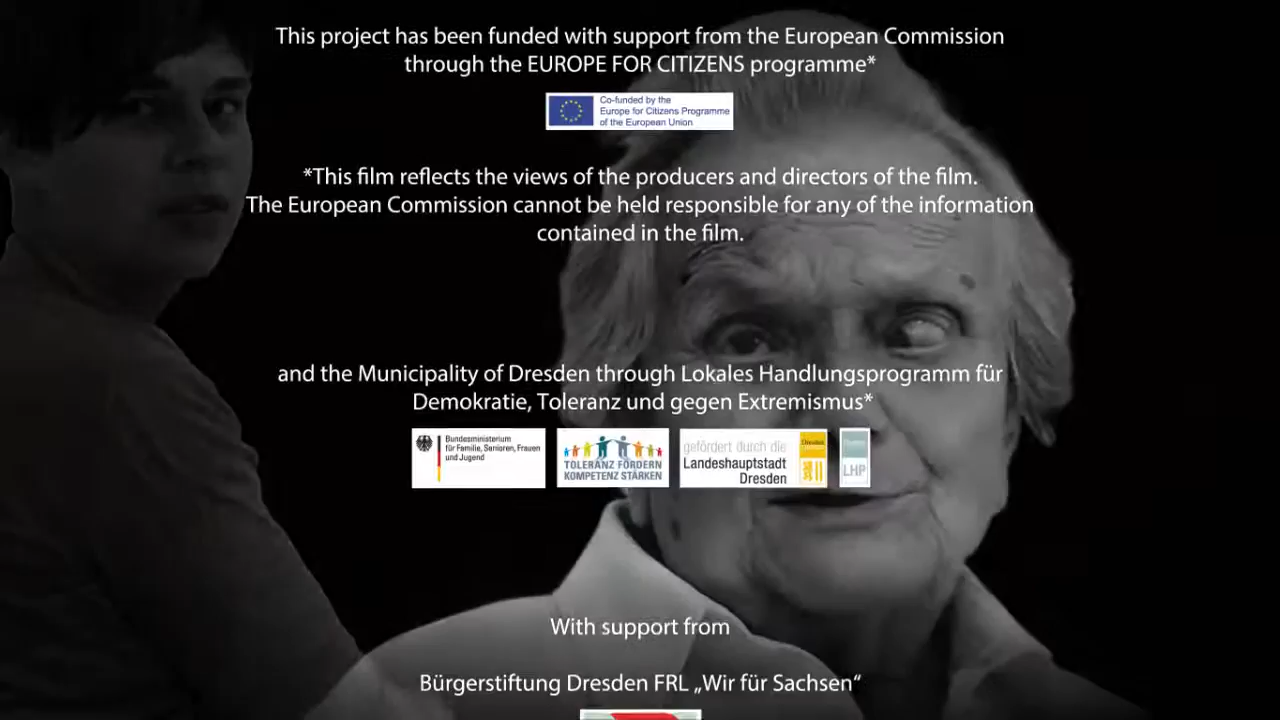 This project has been funded with support from the European Commission
through the EUROPE FOR CITIZENS programme*
Co-funded by the
Europe for Citizens Programme
of the European Union
*This film reflects the views of the producers and directors of the film.
The European Commission cannot be held responsible for any of the information
contained in the film.
and the Municipality of Dresden through Lokales Handlungsprogramm für
Demokratie, Toleranz und gegen Extremismus*
Bundesministerium
für Familie, Senioren, Frauen
und Jugend
TOLERANZ FÖRDERN
KOMPETENZ STÄRKEN
gefördert durch die
Landeshauptstadt
Dresden
Dresden
LHP
With support from
Bürgerstiftung Dresden FRL „Wir für Sachsen“